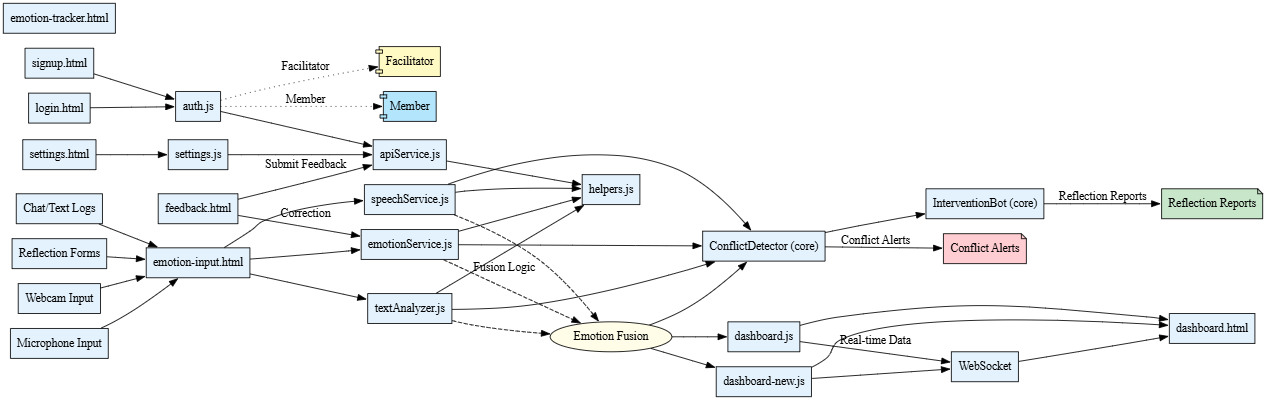 emotion-tracker.html
signup.html
Facilitator
Facilitator
login.html
auth.js
Member
Member
settings.html
settings.js
Submit Feedback
apiService.js
helpers.js
Chat/Text Logs
feedback.html
Correction
speechService.js
InterventionBot (core)
Reflection Reports
Reflection Reports
Reflection Forms
emotion-input.html
emotionService.js
Fusion Logic
ConflictDetector (core)
Conflict Alerts
Conflict Alerts
Webcam Input
textAnalyzer.js
Microphone Input
Emotion Fusion
dashboard.js
Real-time Data
dashboard.html
dashboard-new.js
WebSocket